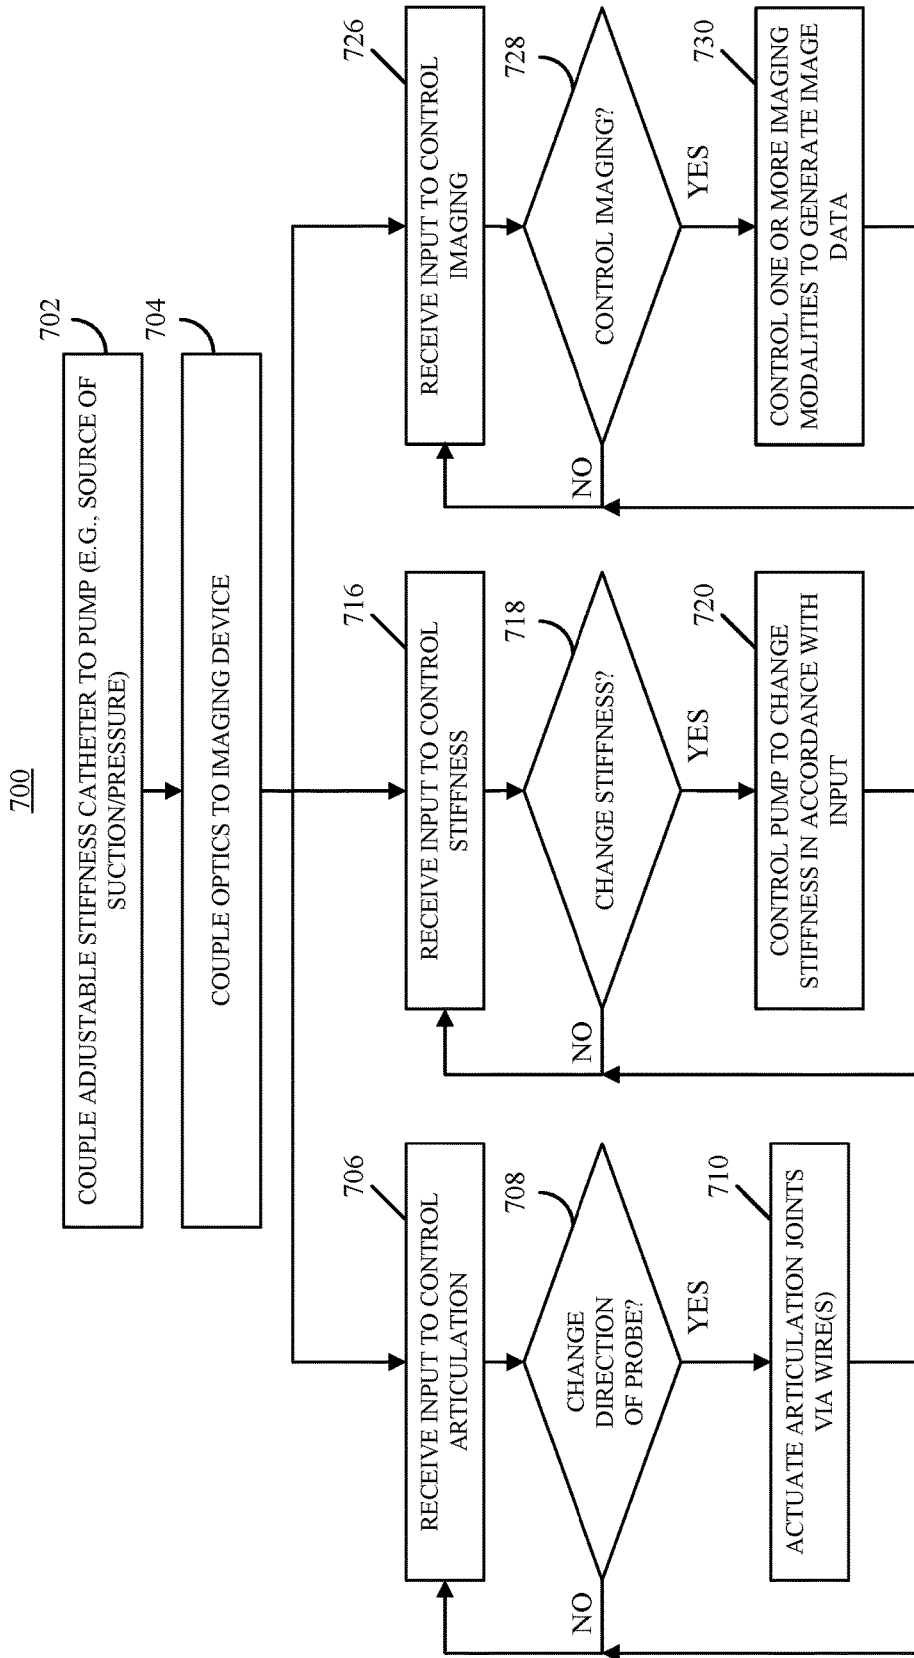 700
702
COUPLE ADJUSTABLE STIFFNESS CATHETER TO PUMP (E.G., SOURCE OF
SUCTION/PRESSURE)
704
COUPLE OPTICS TO IMAGING DEVICE
706
RECEIVE INPUT TO CONTROL
ARTICULATION
708
CHANGE
DIRECTION
OF PROBE?
NO
YES
710
ACTUATE ARTICULATION JOINTS
VIA WIRE(S)
716
RECEIVE INPUT TO CONTROL
STIFFNESS
718
CHANGE STIFFNESS?
NO
YES
720
CONTROL PUMP TO CHANGE
STIFFNESS IN ACCORDANCE WITH
INPUT
726
RECEIVE INPUT TO CONTROL
IMAGING
728
CONTROL IMAGING?
NO
YES
730
CONTROL ONE OR MORE IMAGING
MODALITIES TO GENERATE IMAGE
DATA